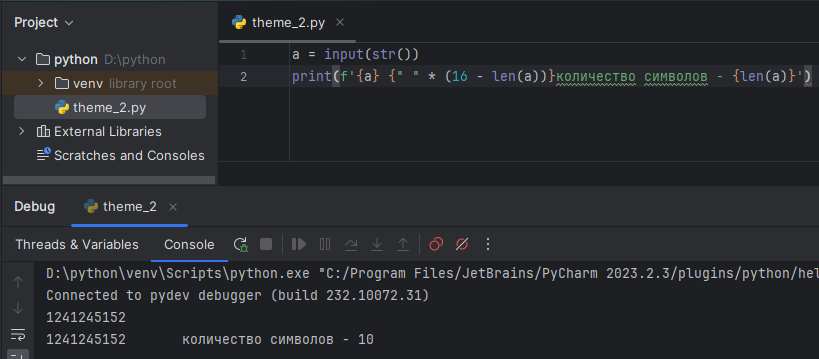 Project
theme_2.py
python D:\python
venv library root
theme_2.py
External Libraries
Scratches and Consoles
1 a = input(str())
2 print(f'{a} {" " * (16 - len(a))}количество символов - {len(a)}')
Debug theme_2
Threads & Variables Console
D:\python\venv\Scripts\python.exe "C:/Program Files/JetBrains/PyCharm 2023.2.3/plugins/python/hel
Connected to pydev debugger (build 232.10072.31)
1241245152
1241245152       количество символов - 10